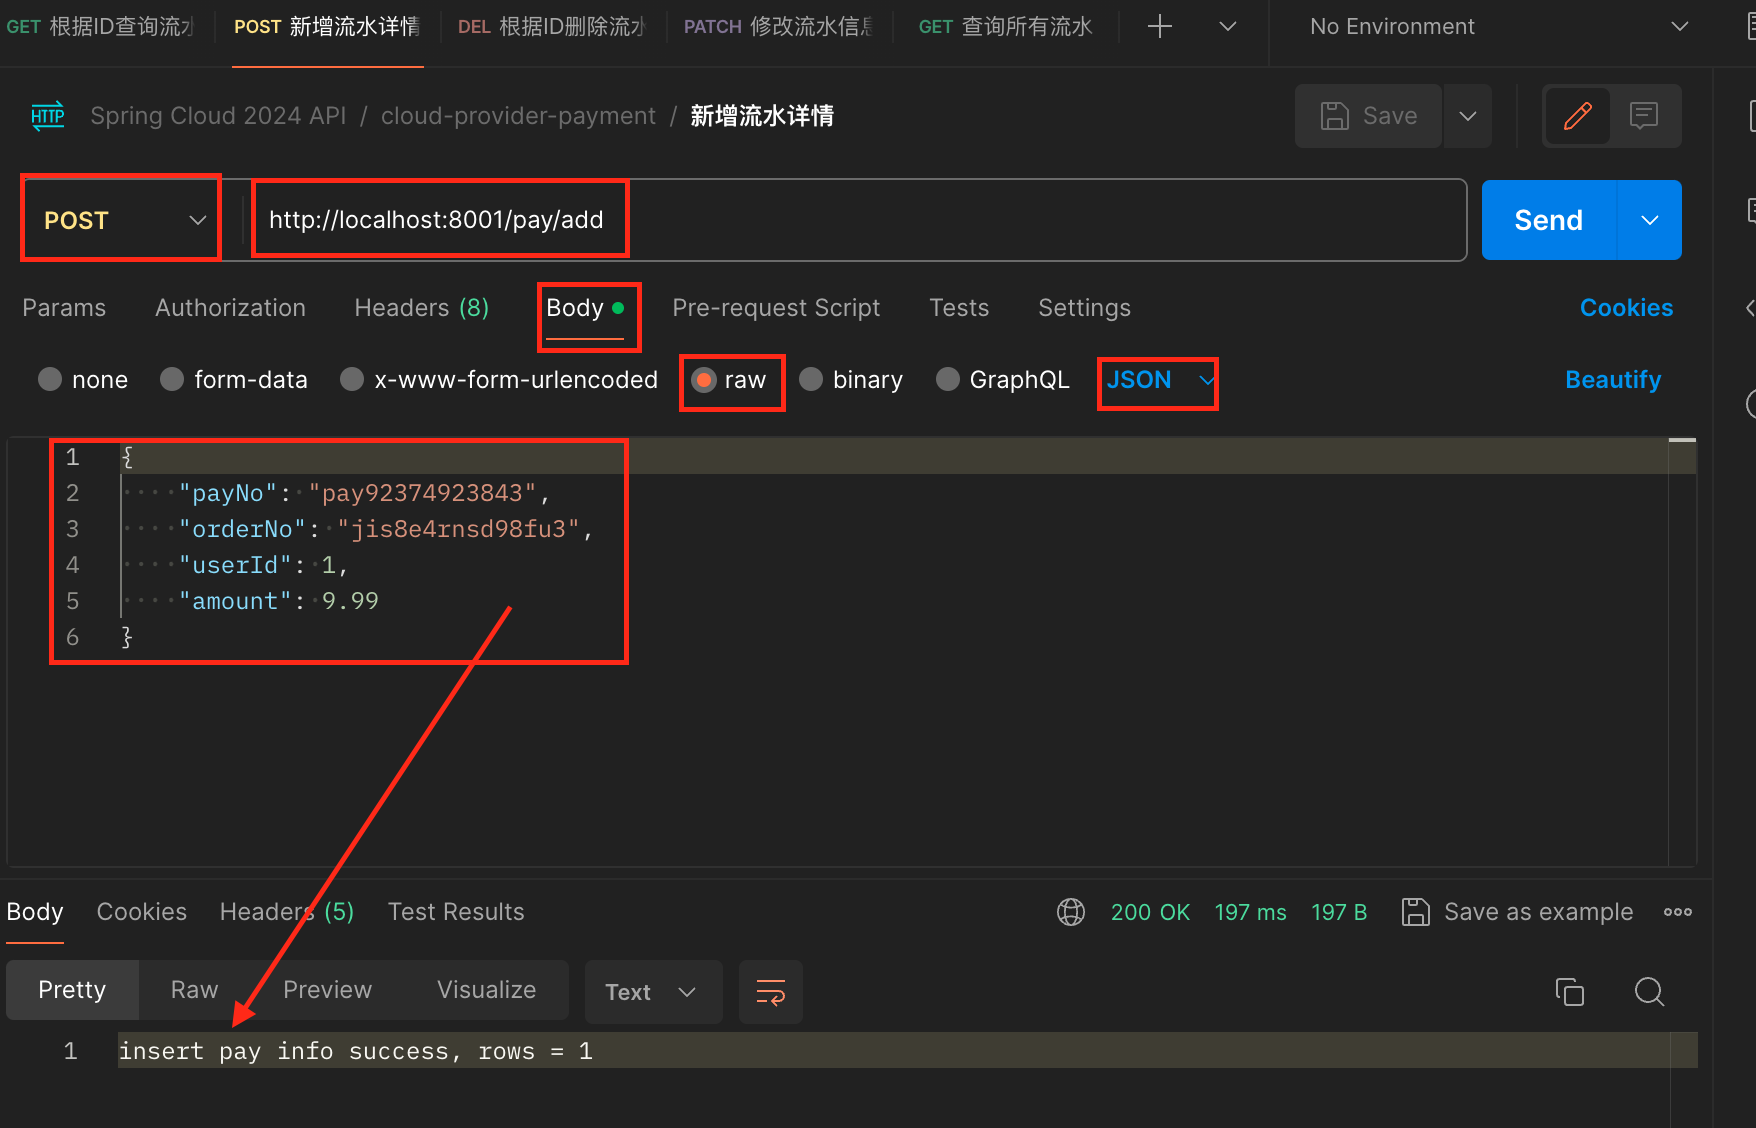 GET 根据ID查询流水
POST 新增流水详情
DEL 根据ID删除流水
PATCH 修改流水信息
GET 查询所有流水
No Environment
HTTP
Spring Cloud 2024 API / cloud-provider-payment / 新增流水详情
Save
POST
http://localhost:8001/pay/add
Send
Params
Authorization
Headers (8)
Body
Pre-request Script
Tests
Settings
Cookies
none
form-data
x-www-form-urlencoded
raw
binary
GraphQL
JSON
Beautify
1 {
2 "payNo": "pay92374923843",
3 "orderNo": "jis8e4rnsd98fu3",
4 "userId": 1,
5 "amount": 9.99
6 }
Body
Cookies
Headers (5)
Test Results
200 OK
197 ms
197 B
Save as example
Pretty
Raw
Preview
Visualize
Text
1 insert pay info success, rows = 1